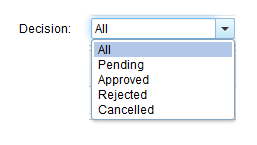 Decision: All
All
Pending
Approved
Rejected
Cancelled